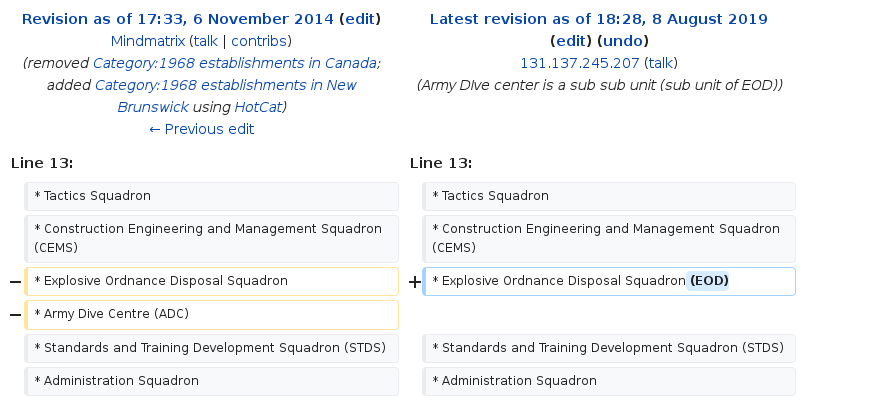 Revision as of 17:33, 6 November 2014 (edit)
Mindmatrix (talk | contribs)
(removed Category:1968 establishments in Canada;
added Category:1968 establishments in New
Brunswick using HotCat)
← Previous edit
Latest revision as of 18:28, 8 August 2019
(edit) (undo)
131.137.245.207 (talk)
(Army DIve center is a sub sub unit (sub unit of EOD))
Line 13:
Line 13:
* Tactics Squadron
* Tactics Squadron
* Construction Engineering and Management Squadron
(CEMS)
* Construction Engineering and Management Squadron
(CEMS)
− * Explosive Ordnance Disposal Squadron
+ * Explosive Ordnance Disposal Squadron (EOD)
− * Army Dive Centre (ADC)
* Standards and Training Development Squadron (STDS)
* Standards and Training Development Squadron (STDS)
* Administration Squadron
* Administration Squadron